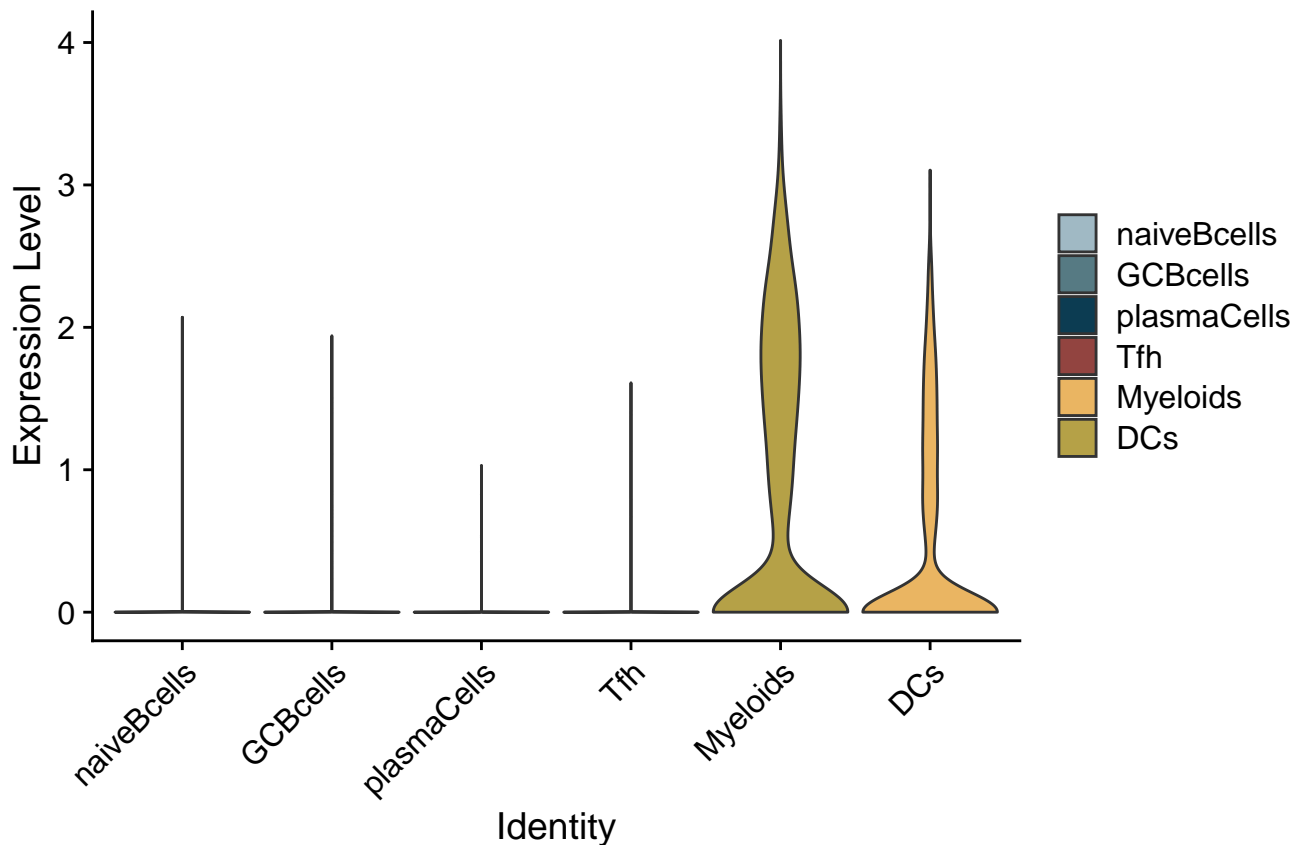 Expression Level
4
3
2
1
0
naiveBcells
GCBcells
plasmaCells
Tfh
Myeloids
DCs
Identity
naiveBcells
GCBcells
plasmaCells
Tfh
Myeloids
DCs